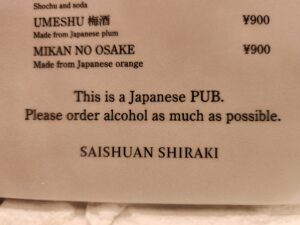 Shochu and soda
UMESHU 梅酒 ¥900
Made from Japanese plum
MIKAN NO OSAKE ¥900
Made from Japanese orange
This is a Japanese PUB.
Please order alcohol as much as possible.
SAISHUAN SHIRAKI